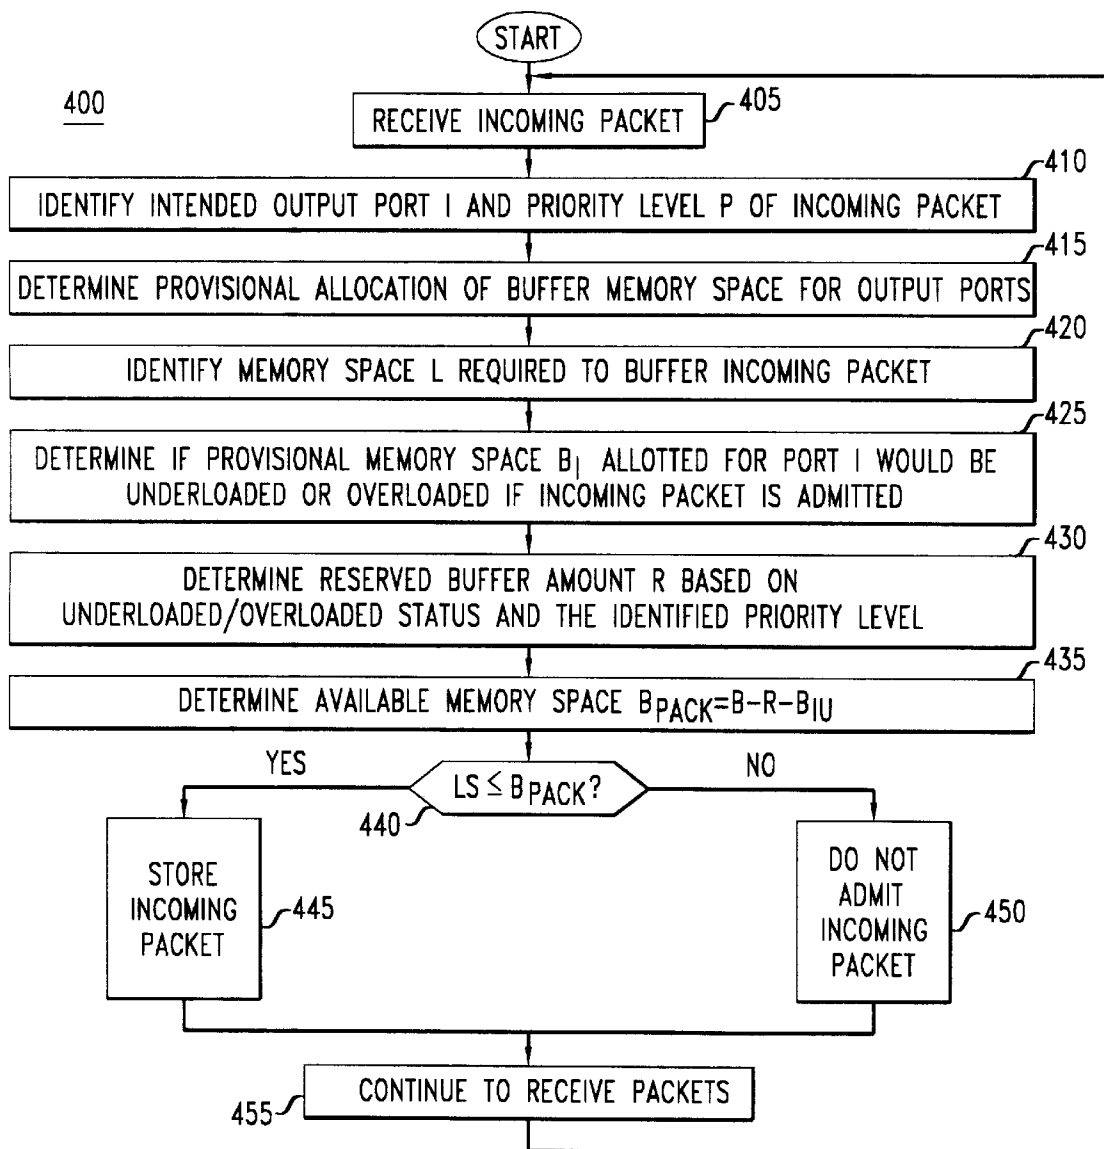 START
400
RECEIVE INCOMING PACKET
405
410
IDENTIFY INTENDED OUTPUT PORT I AND PRIORITY LEVEL P OF INCOMING PACKET
415
DETERMINE PROVISIONAL ALLOCATION OF BUFFER MEMORY SPACE FOR OUTPUT PORTS
420
IDENTIFY MEMORY SPACE L REQUIRED TO BUFFER INCOMING PACKET
425
DETERMINE IF PROVISIONAL MEMORY SPACE BI ALLOTTED FOR PORT I WOULD BE
UNDERLOADED OR OVERLOADED IF INCOMING PACKET IS ADMITTED
430
DETERMINE RESERVED BUFFER AMOUNT R BASED ON
UNDERLOADED/OVERLOADED STATUS AND THE IDENTIFIED PRIORITY LEVEL
435
DETERMINE AVAILABLE MEMORY SPACE BPACK=B-R-BIU
YES
NO
LS ≤ BPACK?
440
STORE
INCOMING
PACKET
445
DO NOT
ADMIT
INCOMING
PACKET
450
CONTINUE TO RECEIVE PACKETS
455